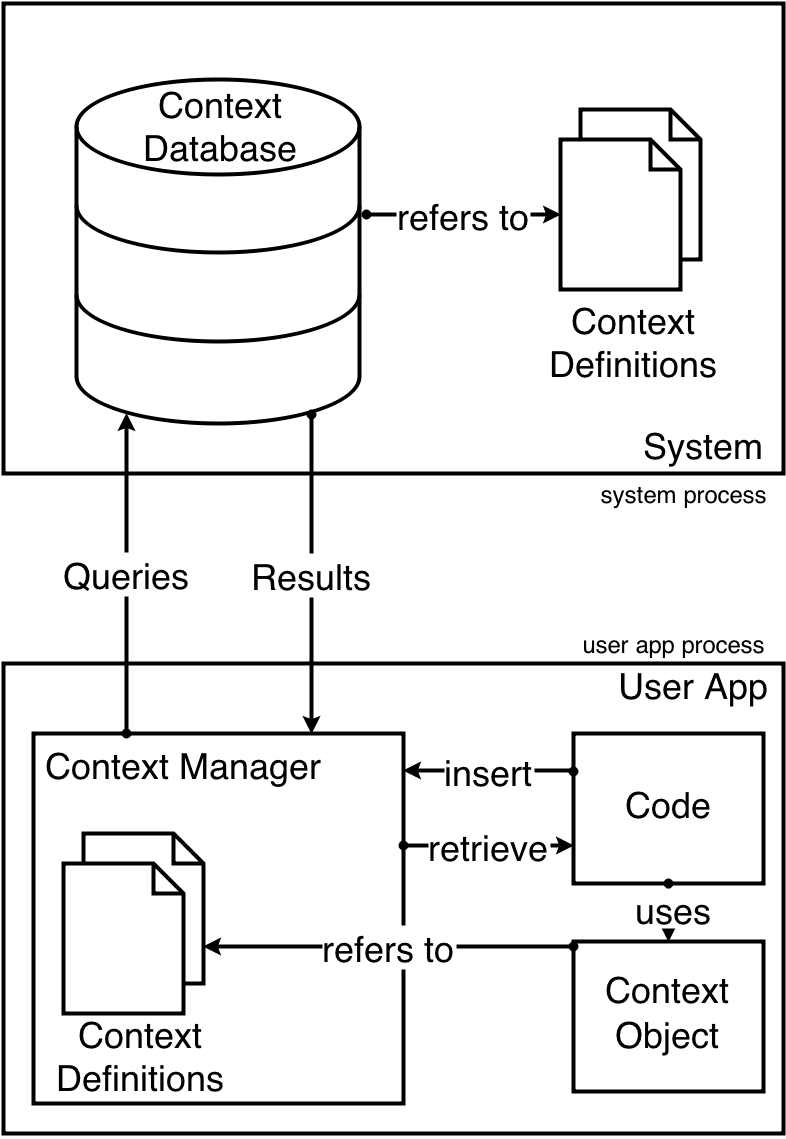 Context
Database
refers to
Context
Definitions
System
system process
Queries
Results
user app process
User App
Context Manager
insert
Code
retrieve
uses
refers to
Context
Object
Context
Definitions